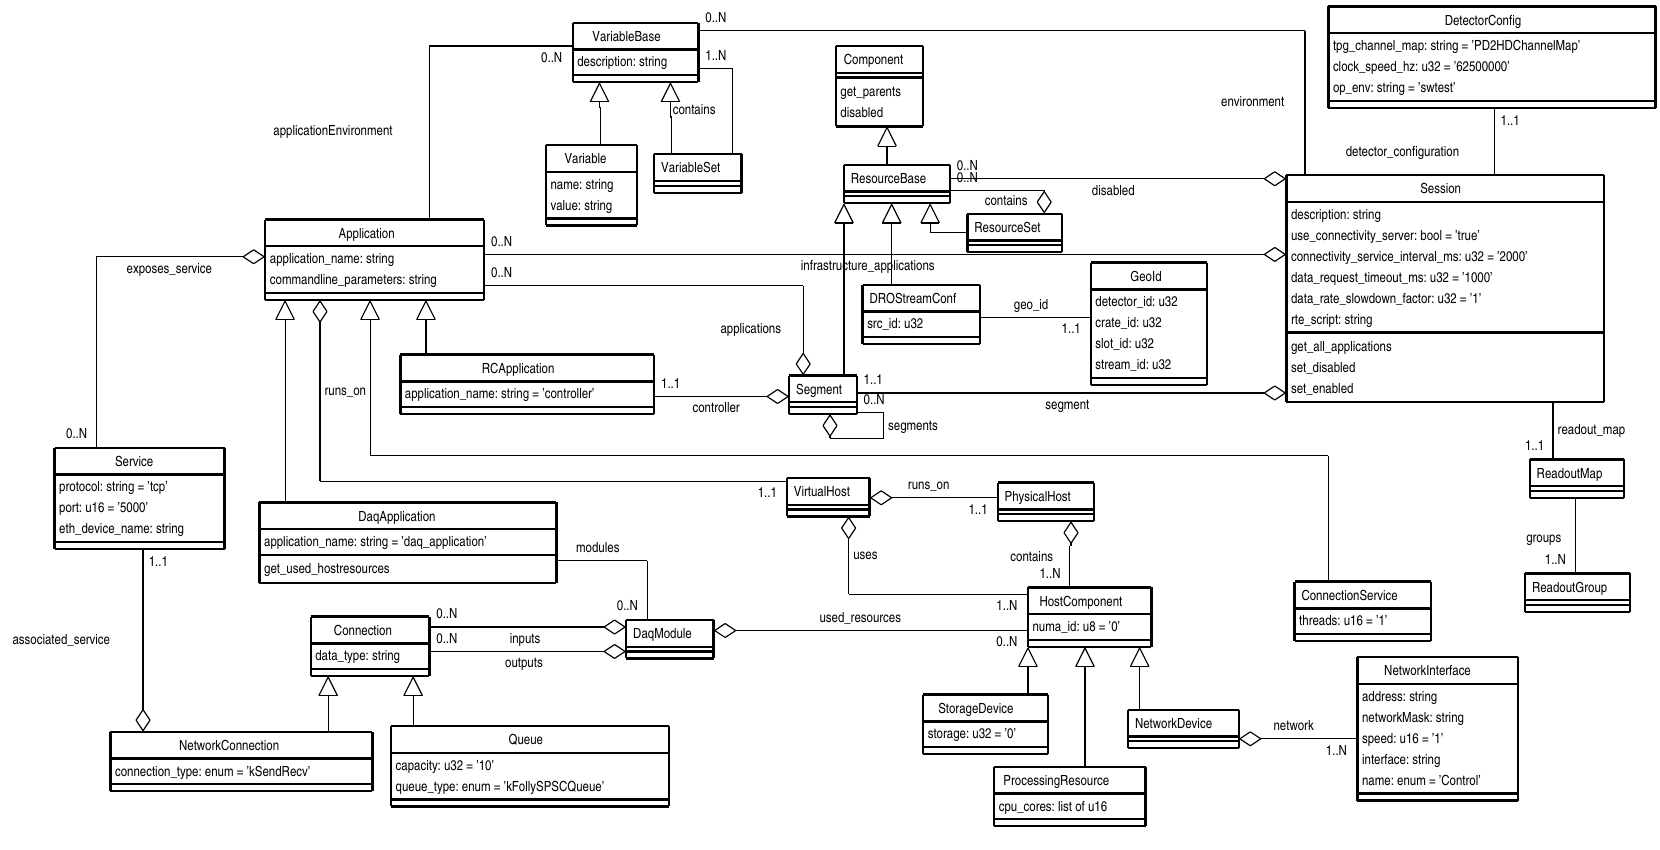 VariableBase
description: string
0..N
0..N
1..N
contains
applicationEnvironment
Variable
name: string
value: string
VariableSet
Component
get_parents
disabled
environment
DetectorConfig
tpg_channel_map: string = 'PD2HDChannelMap'
clock_speed_hz: u32 = '62500000'
op_env: string = 'swtest'
1..1
detector_configuration
ResourceBase
0..N
0..N
disabled
contains
ResourceSet
Session
description: string
use_connectivity_server: bool = 'true'
connectivity_service_interval_ms: u32 = '2000'
data_request_timeout_ms: u32 = '1000'
data_rate_slowdown_factor: u32 = '1'
rte_script: string
get_all_applications
set_disabled
set_enabled
Application
application_name: string
commandline_parameters: string
exposes_service
0..N
0..N
infrastructure_applications
DROStreamConf
src_id: u32
geo_id
1..1
GeoId
detector_id: u32
crate_id: u32
slot_id: u32
stream_id: u32
applications
RCApplication
application_name: string = 'controller'
runs_on
1..1
controller
Segment
1..1
0..N
segment
segments
readout_map
1..1
ReadoutMap
groups
1..N
ReadoutGroup
0..N
Service
protocol: string = 'tcp'
port: u16 = '5000'
eth_device_name: string
1..1
associated_service
1..1
VirtualHost
runs_on
1..1
PhysicalHost
uses
contains
1..N
1..N
DaqApplication
application_name: string = 'daq_application'
get_used_hostresources
modules
0..N
HostComponent
numa_id: u8 = '0'
0..N
ConnectionService
threads: u16 = '1'
Connection
data_type: string
0..N
0..N
inputs
outputs
DaqModule
used_resources
NetworkConnection
connection_type: enum = 'kSendRecv'
Queue
capacity: u32 = '10'
queue_type: enum = 'kFollySPSCQueue'
StorageDevice
storage: u32 = '0'
ProcessingResource
cpu_cores: list of u16
NetworkDevice
network
1..N
NetworkInterface
address: string
networkMask: string
speed: u16 = '1'
interface: string
name: enum = 'Control'